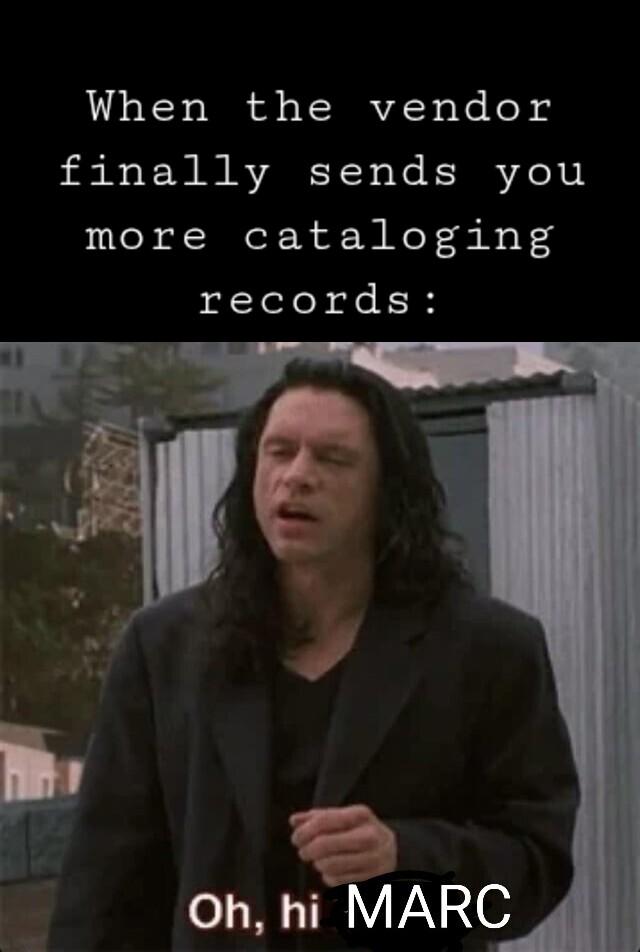 When the vendor
finally sends you
more cataloging
records:
Oh, hi MARC